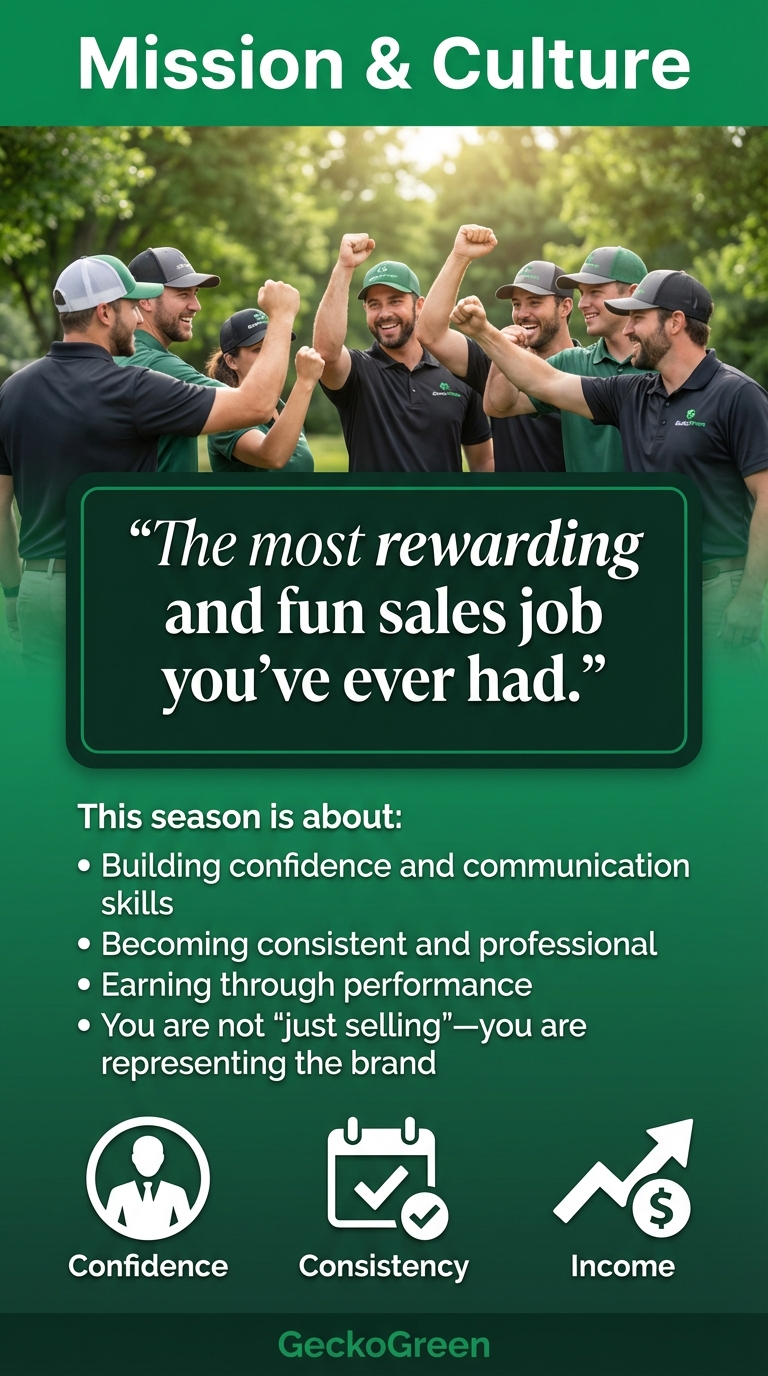 Mission & Culture
“The most rewarding
and fun sales job
you’ve ever had.”
This season is about:
• Building confidence and communication
skills
• Becoming consistent and professional
• Earning through performance
• You are not “just selling”—you are
representing the brand
Confidence
Consistency
Income
GeckoGreen